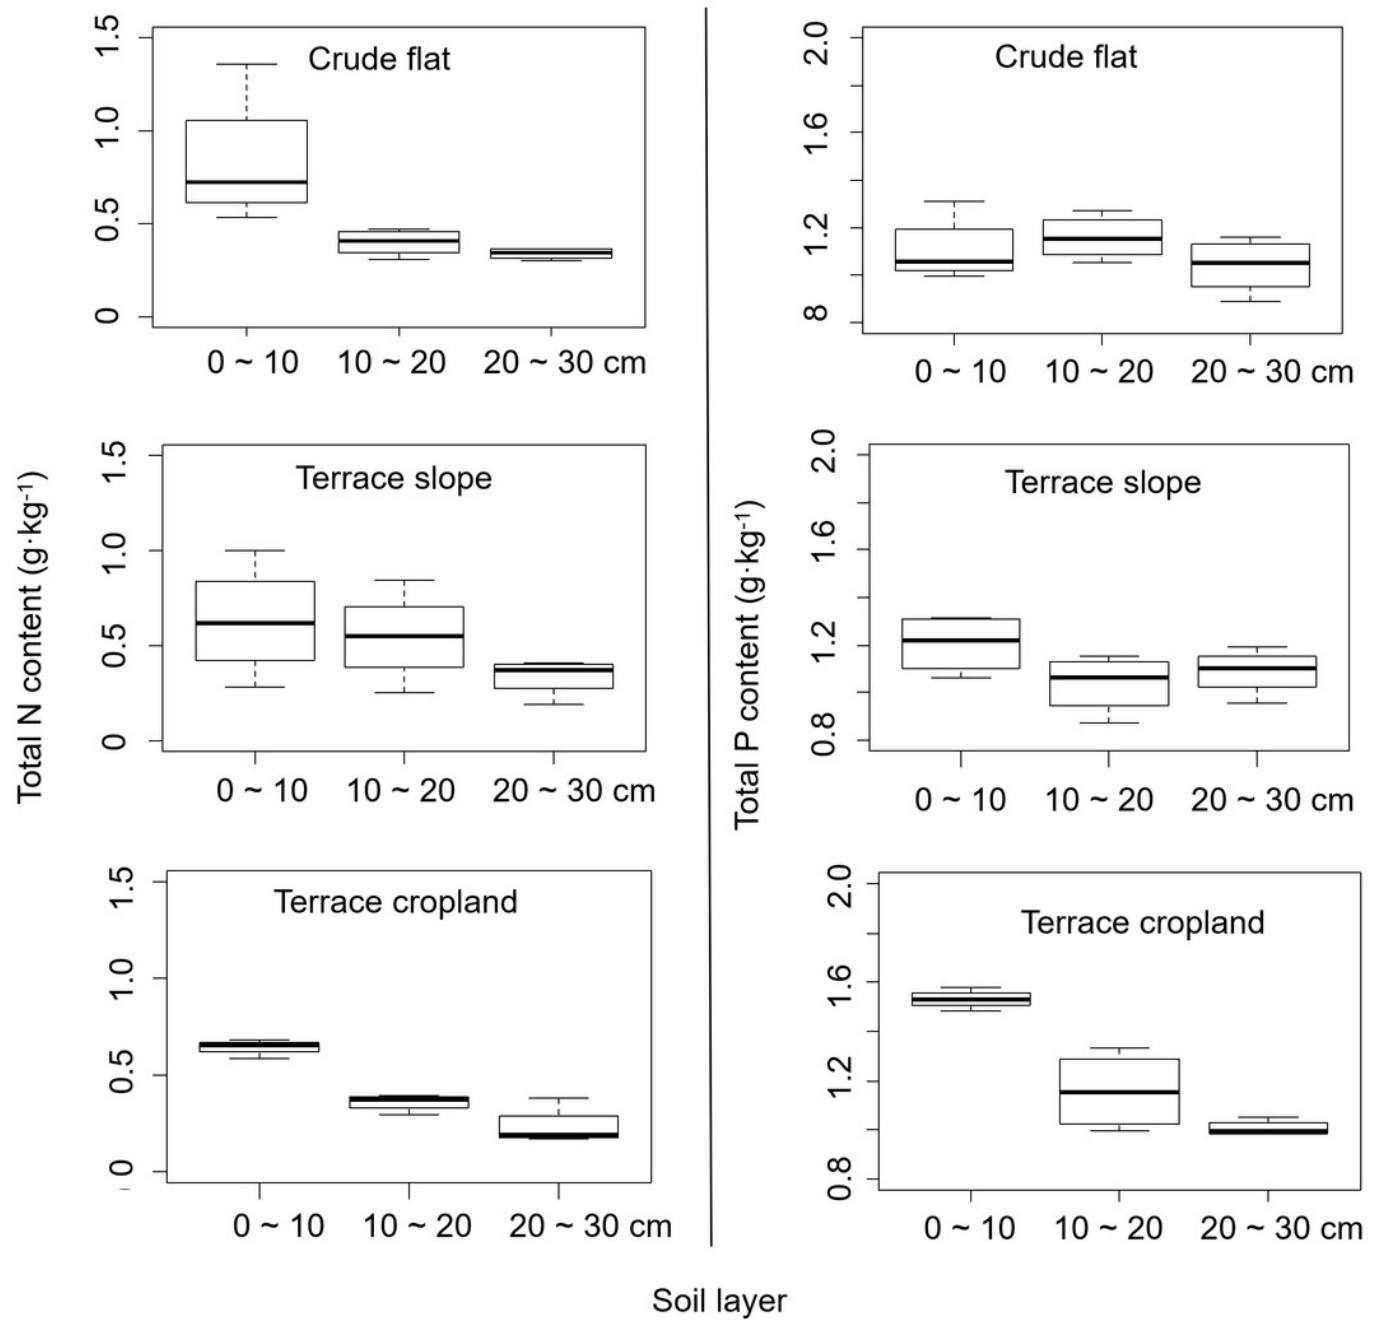 Crude flat
1.5
1.0
0.5
0
0 ~ 10 10 ~ 20 20 ~ 30 cm
Crude flat
2.0
1.6
1.2
8
0 ~ 10 10 ~ 20 20 ~ 30 cm
Total N content (g·kg-1)
Terrace slope
1.5
1.0
0.5
0
0 ~ 10 10 ~ 20 20 ~ 30 cm
Total P content (g·kg-1)
Terrace slope
2.0
1.6
1.2
0.8
0 ~ 10 10 ~ 20 20 ~ 30 cm
Terrace cropland
1.5
1.0
0.5
0
0 ~ 10 10 ~ 20 20 ~ 30 cm
Terrace cropland
2.0
1.6
1.2
0.8
0 ~ 10 10 ~ 20 20 ~ 30 cm
Soil layer